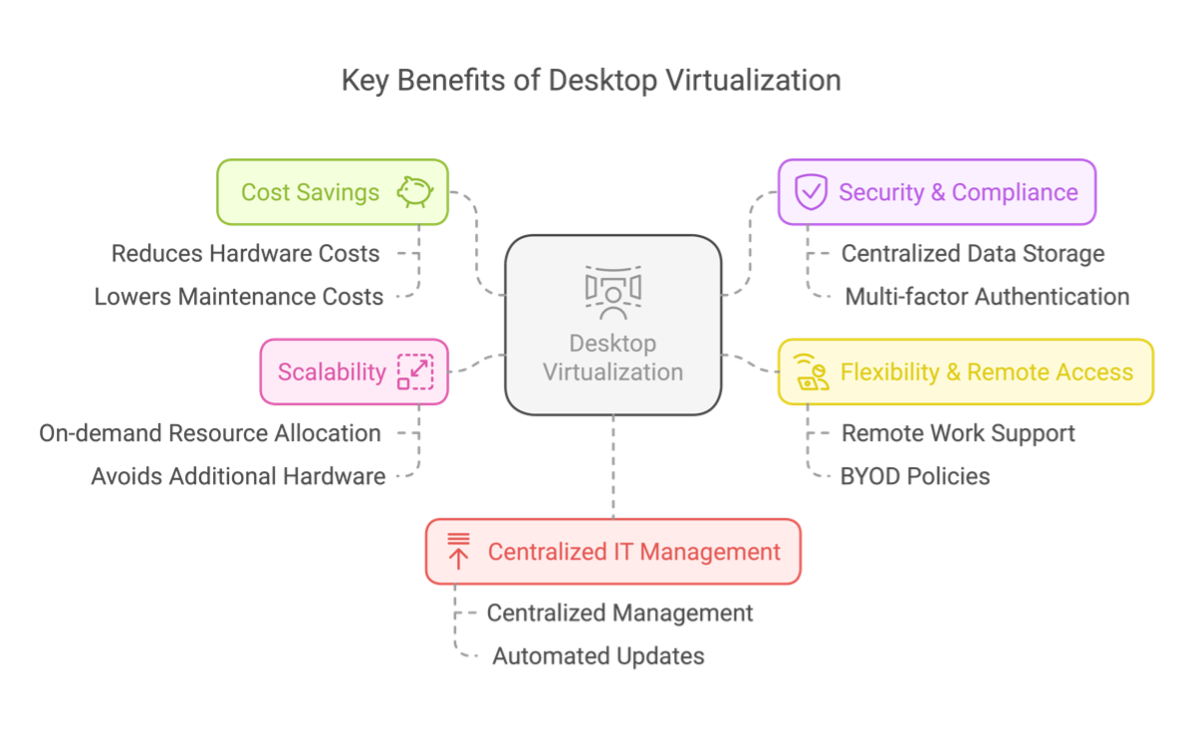 Key Benefits of Desktop Virtualization
Cost Savings
Reduces Hardware Costs
Lowers Maintenance Costs
Scalability
On-demand Resource Allocation
Avoids Additional Hardware
Desktop
Virtualization
Security & Compliance
Centralized Data Storage
Multi-factor Authentication
Flexibility & Remote Access
Remote Work Support
BYOD Policies
Centralized IT Management
Centralized Management
Automated Updates